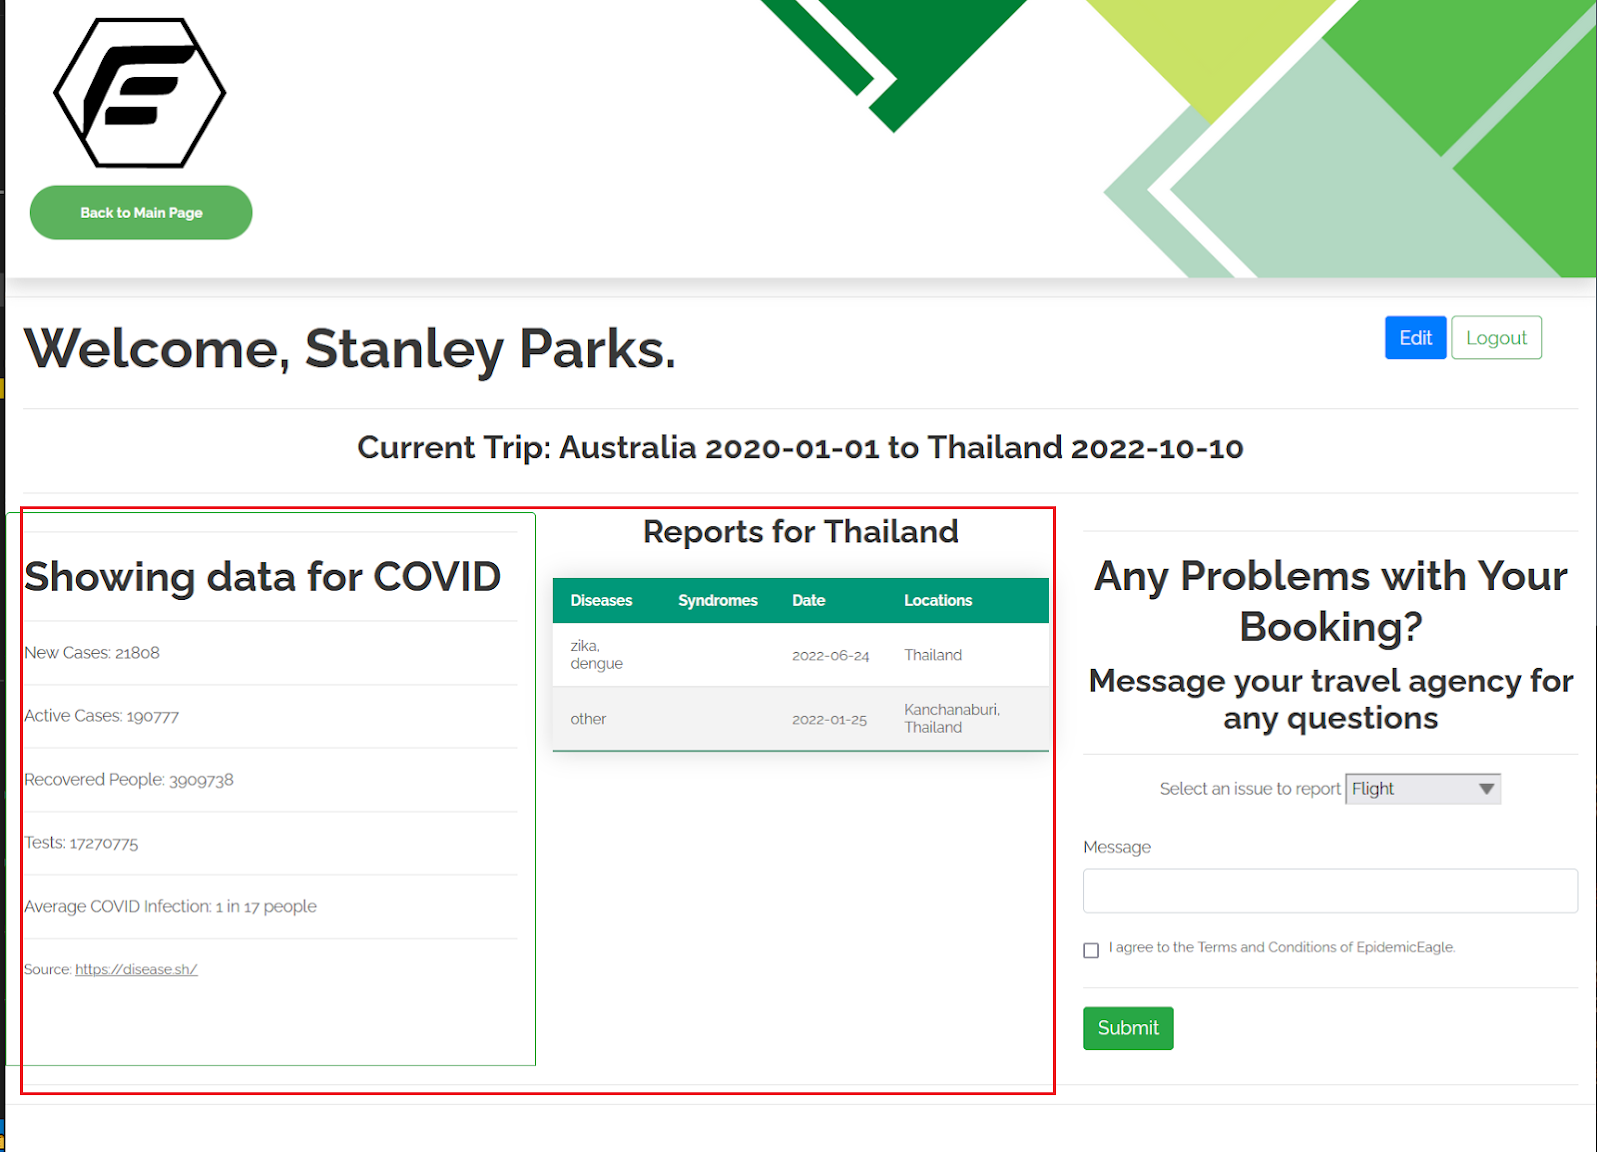 Back to Main Page
Welcome, Stanley Parks.
Edit
Logout
Current Trip: Australia 2020-01-01 to Thailand 2022-10-10
Showing data for COVID
New Cases: 21808
Active Cases: 190777
Recovered People: 3909738
Tests: 17270775
Average COVID Infection: 1 in 17 people
Source: https://disease.sh/
Reports for Thailand
Diseases Syndromes Date Locations
zika,
dengue 2022-06-24 Thailand
other 2022-01-25 Kanchanaburi,
Thailand
Any Problems with Your
Booking?
Message your travel agency for
any questions
Select an issue to report Flight
Message
I agree to the Terms and Conditions of EpidemicEagle.
Submit